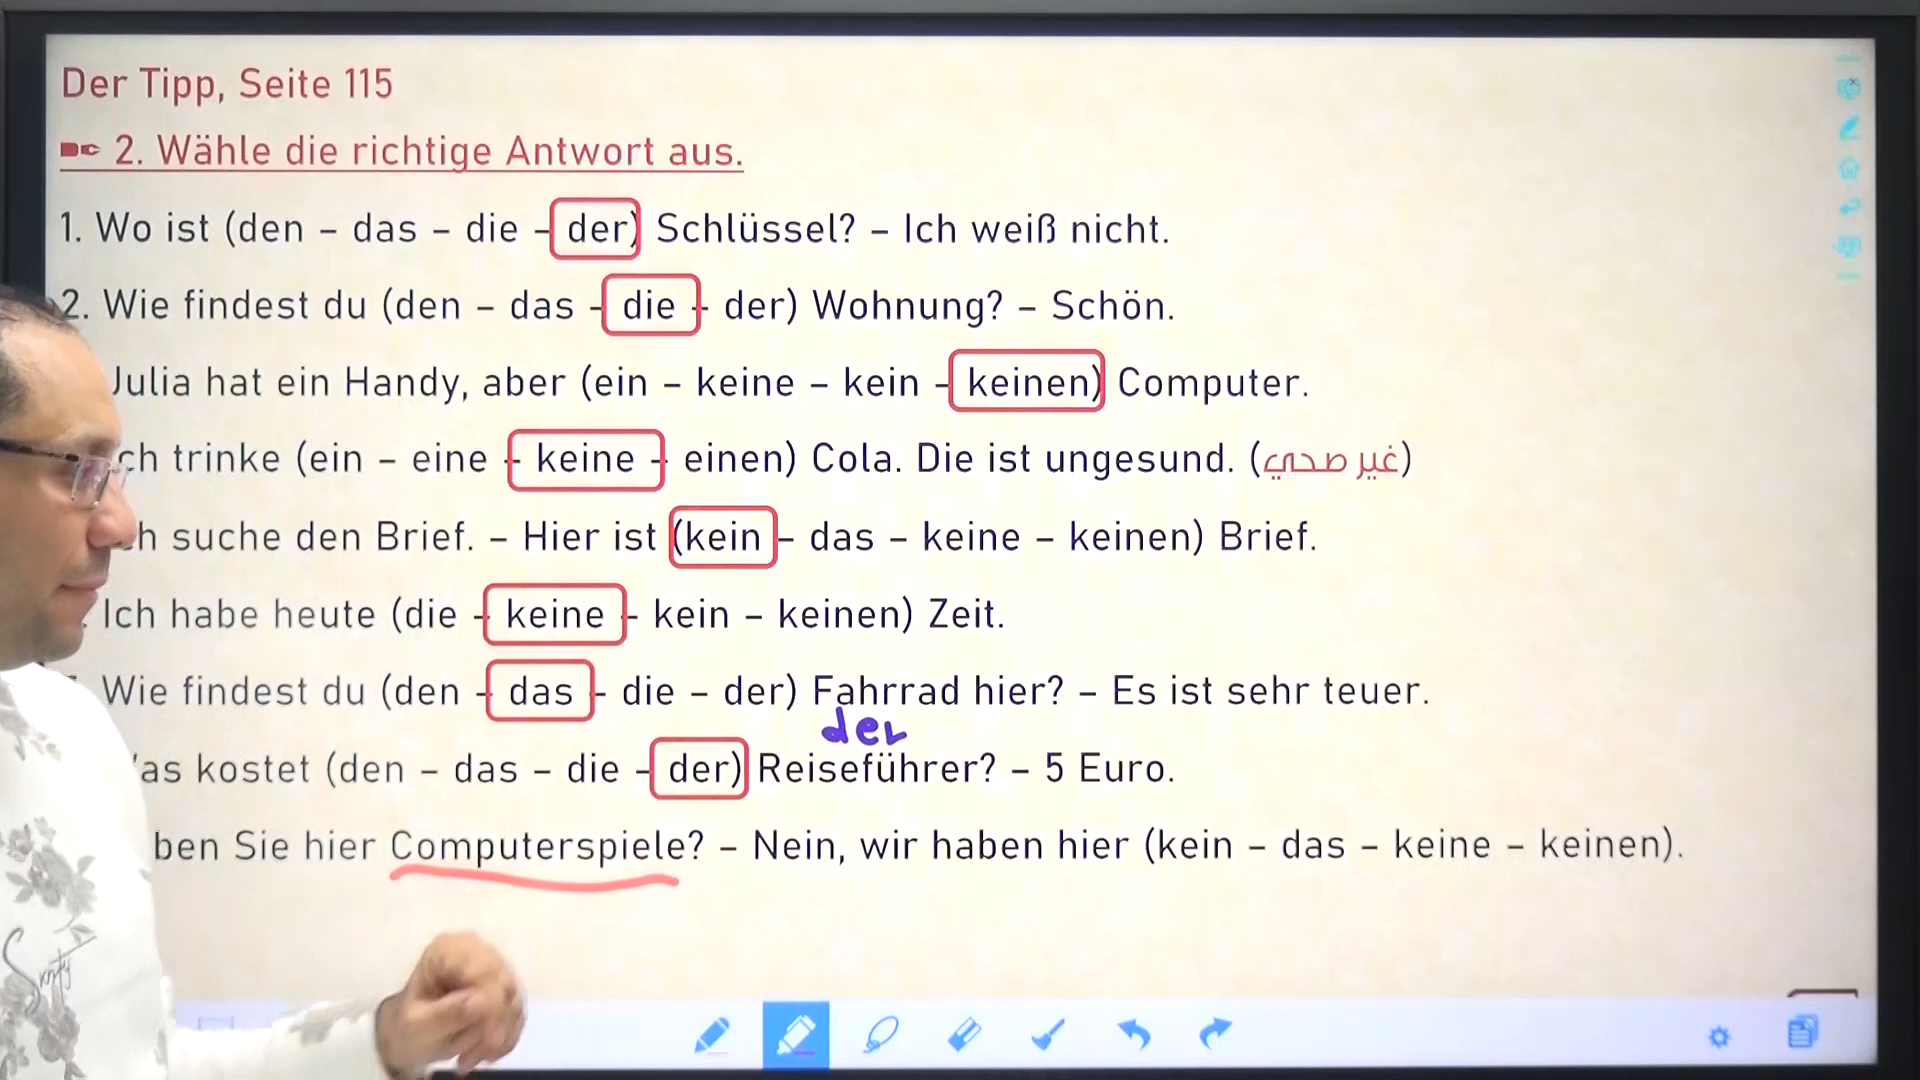 Der Tipp, Seite 115
2. Wähle die richtige Antwort aus.
1. Wo ist (den – das – die – der) Schlüssel? – Ich weiß nicht.
2. Wie findest du (den – das – die – der) Wohnung? – Schön.
Julia hat ein Handy, aber (ein – keine – kein – keinen) Computer.
ch trinke (ein – eine – keine – einen) Cola. Die ist ungesund. (غير صحي)
h suche den Brief. – Hier ist (kein – das – keine – keinen) Brief.
Ich habe heute (die – keine – kein – keinen) Zeit.
Wie findest du (den – das – die – der) Fahrrad hier? – Es ist sehr teuer.
der
as kostet (den – das – die – der) Reiseführer? – 5 Euro.
ben Sie hier Computerspiele? – Nein, wir haben hier (kein – das – keine – keinen).